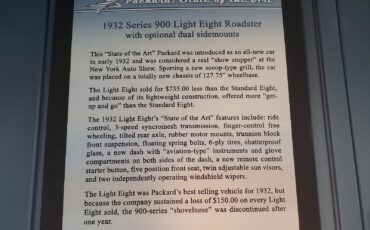 Packard: State of the Art
1932 Series 900 Light Eight Roadster
with optional dual sidemounts
This "State of the Art" Packard was introduced as an all-new car
in early 1932 and was considered a real "show stopper" at the
New York Auto Show. Sporting a new scoop-type grill, the car
was placed on a totally new chassis of 127.75" wheelbase.
The Light Eight sold for $735.00 less than the Standard Eight,
and because of its lightweight construction, offered more "get-
up and go" than the Standard Eight.
The 1932 Light Eight's "State of the Art" features include: ride
control, 3-speed syncromesh transmission, finger-control free
wheeling, tilted rear axle, rubber motor mounts, trunnion block
front suspension, floating spring belts, 6-ply tires, shatterproof
glass, a new dash with "aviation-type" instruments and glove
compartments on both sides of the dash, a new remote control
starter button, five position front seat, twin adjustable sun visors,
and two independently operating windshield wipers.
The Light Eight was Packard's best selling vehicle for 1932, but
because the company sustained a loss of $150.00 on every Light
Eight sold, the 900-series "shovelnose" was discontinued after
one year.